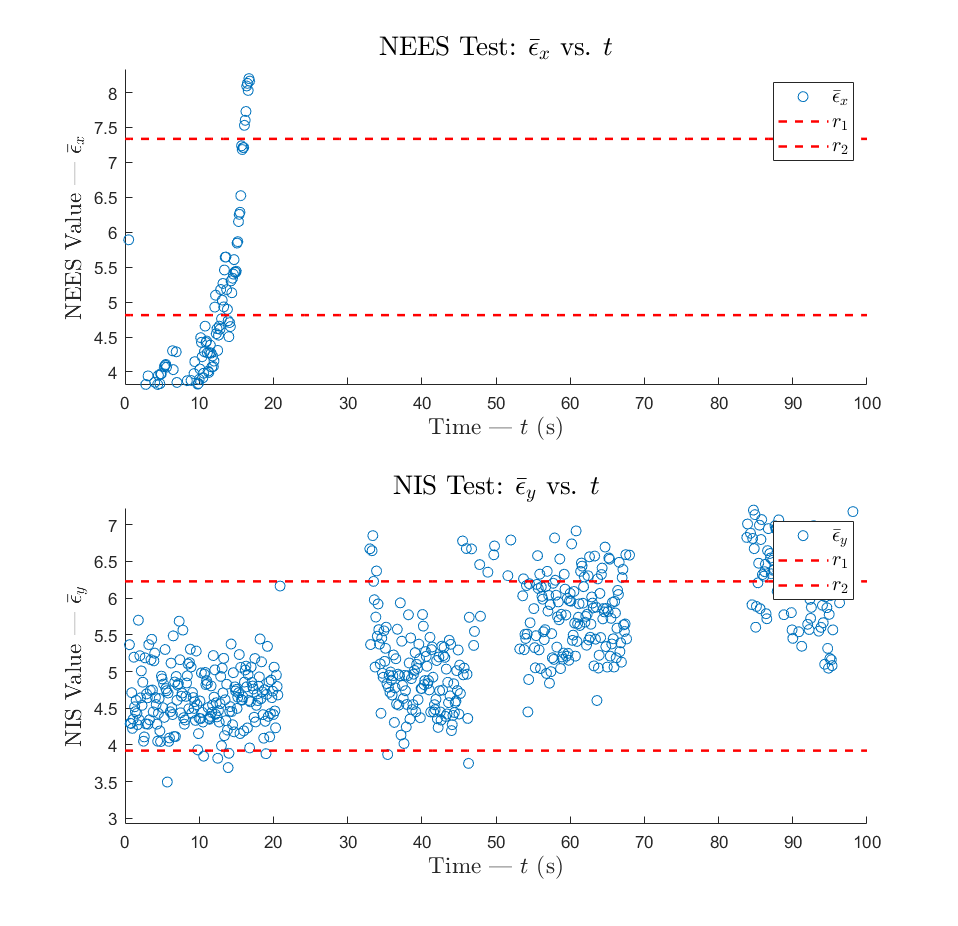 NEES Test: ϵ̄ₓ vs. t
NEES Value — ϵ̄ₓ
8
7.5
7
6.5
6
5.5
5
4.5
4
ϵ̄ₓ
r₁
r₂
0 10 20 30 40 50 60 70 80 90 100
Time — t (s)
NIS Test: ϵ̄ᵧ vs. t
NIS Value — ϵ̄ᵧ
7
6.5
6
5.5
5
4.5
4
3.5
3
ϵ̄ᵧ
r₁
r₂
0 10 20 30 40 50 60 70 80 90 100
Time — t (s)